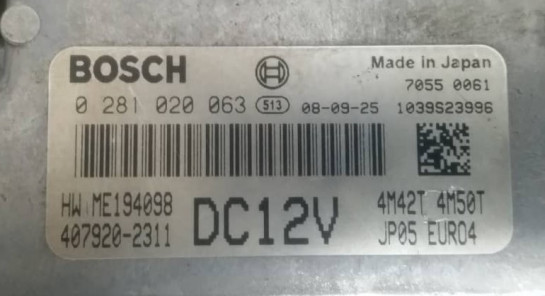 BOSCH
Made in Japan
7055 0061
0 281 020 063 513 08-09-25 1039S23996
HW ME194098
407920-2311
DC12V
4M42T 4M50T
JP05 EURO4